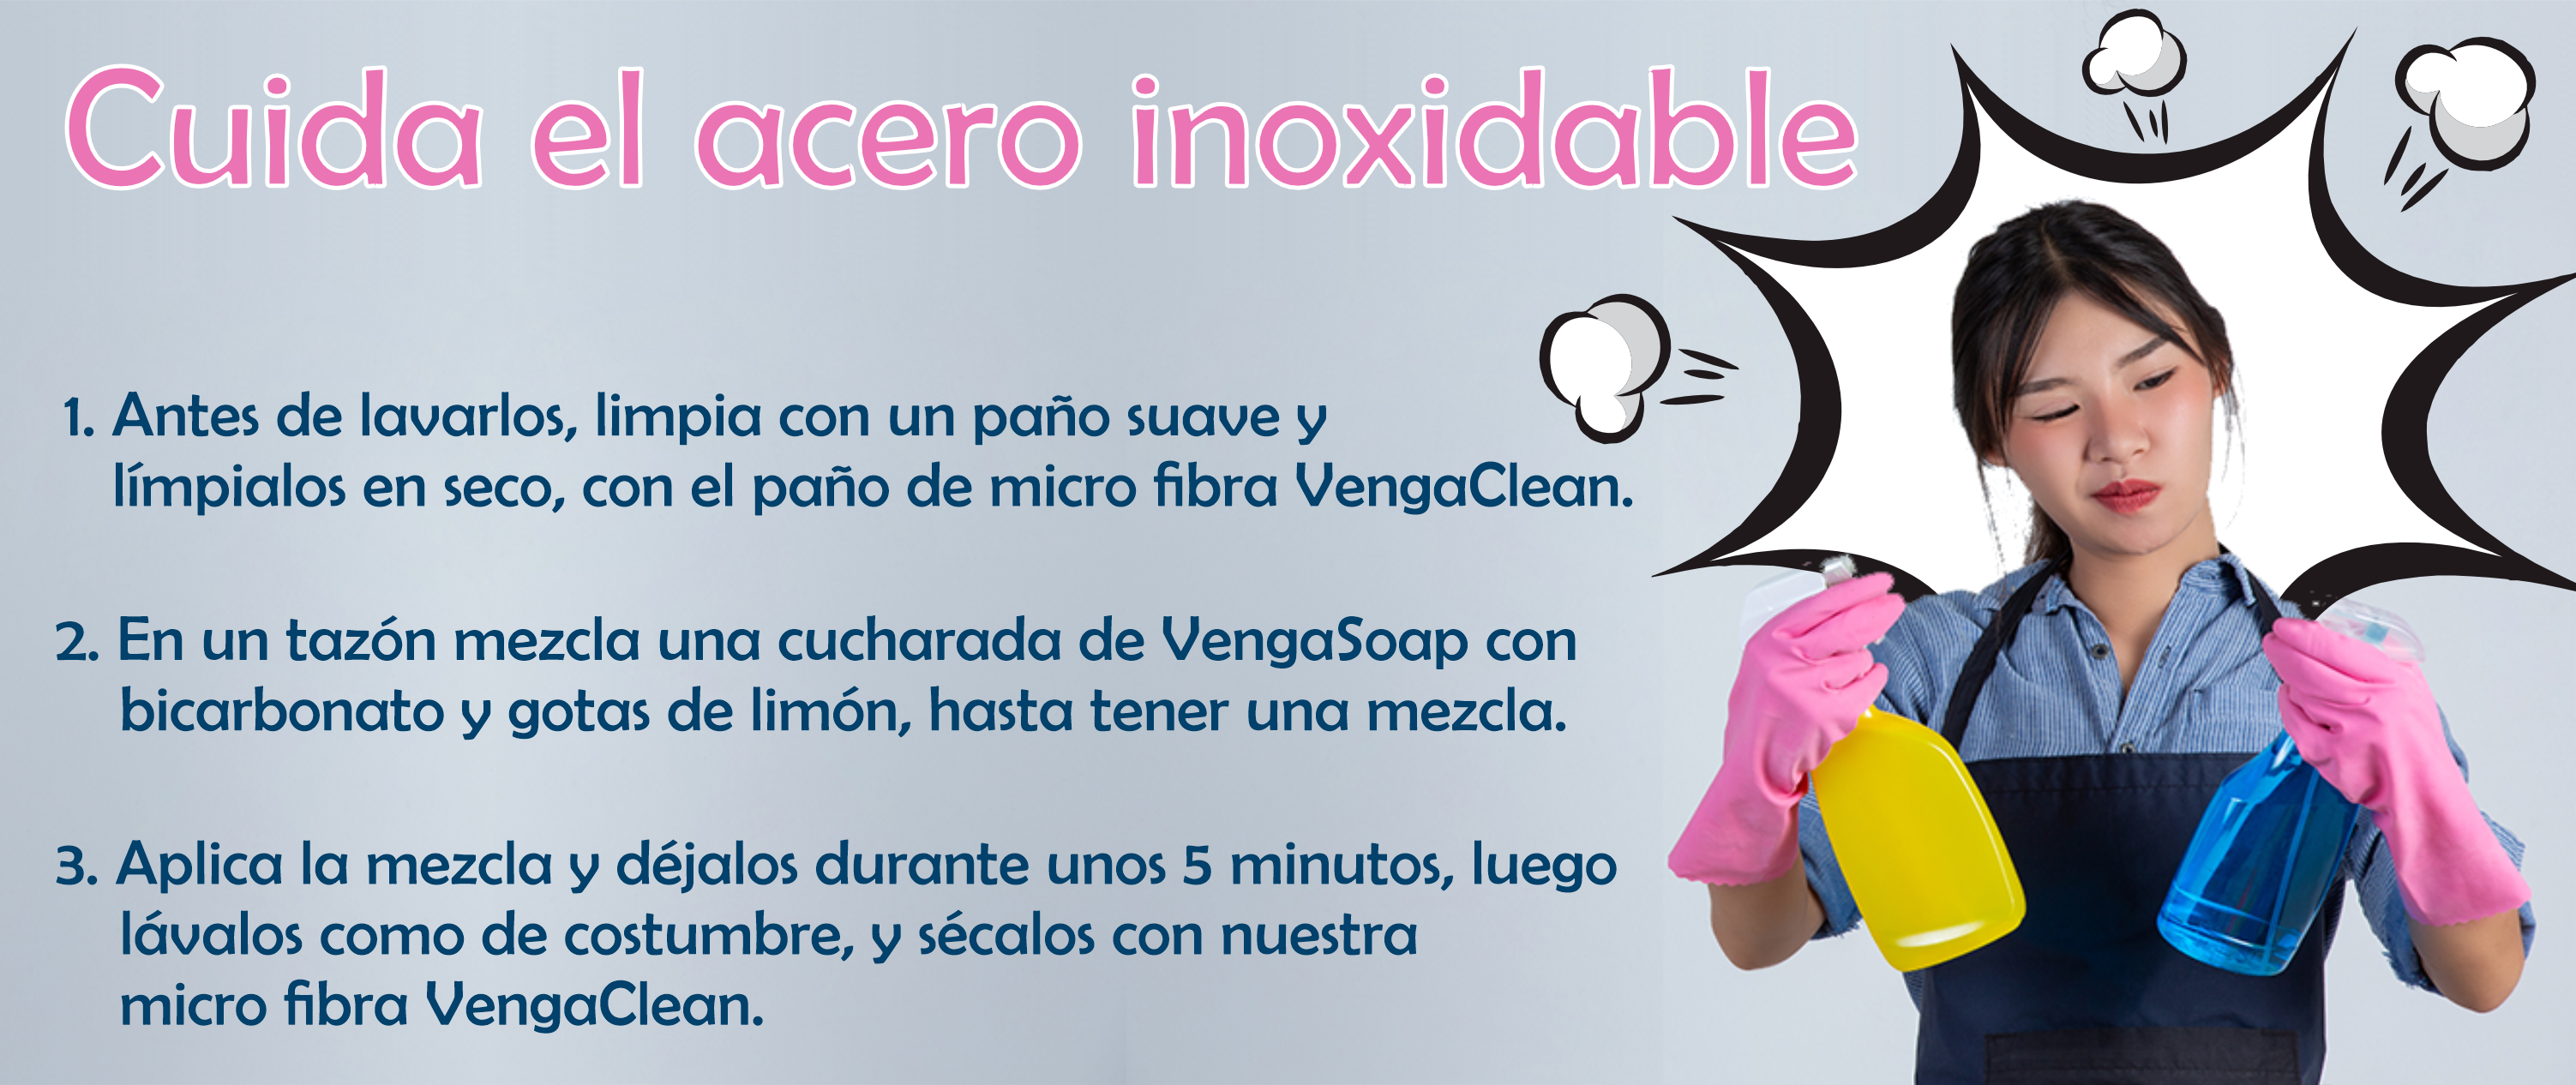 Cuida el acero inoxidable
1. Antes de lavarlos, limpia con un paño suave y
límpialos en seco, con el paño de micro fibra VengaClean.
2. En un tazón mezcla una cucharada de VengaSoap con
bicarbonato y gotas de limón, hasta tener una mezcla.
3. Aplica la mezcla y déjalos durante unos 5 minutos, luego
lávalos como de costumbre, y sécalos con nuestra
micro fibra VengaClean.